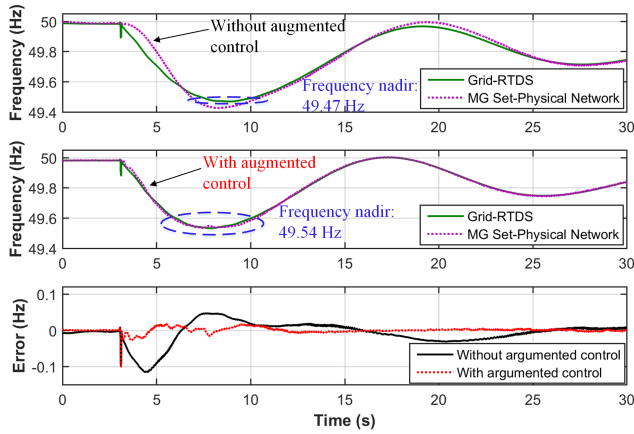 50
49.8
49.6
49.4
Frequency (Hz)
Without augmented
control
Frequency nadir:
49.47 Hz
Grid-RTDS
MG Set-Physical Network
0 5 10 15 20 25 30
50
49.8
49.6
49.4
Frequency (Hz)
With augmented
control
Frequency nadir:
49.54 Hz
Grid-RTDS
MG Set-Physical Network
0 5 10 15 20 25 30
0.1
0
-0.1
Error (Hz)
Without argumented control
With argumented control
0 5 10 15 20 25 30
Time (s)